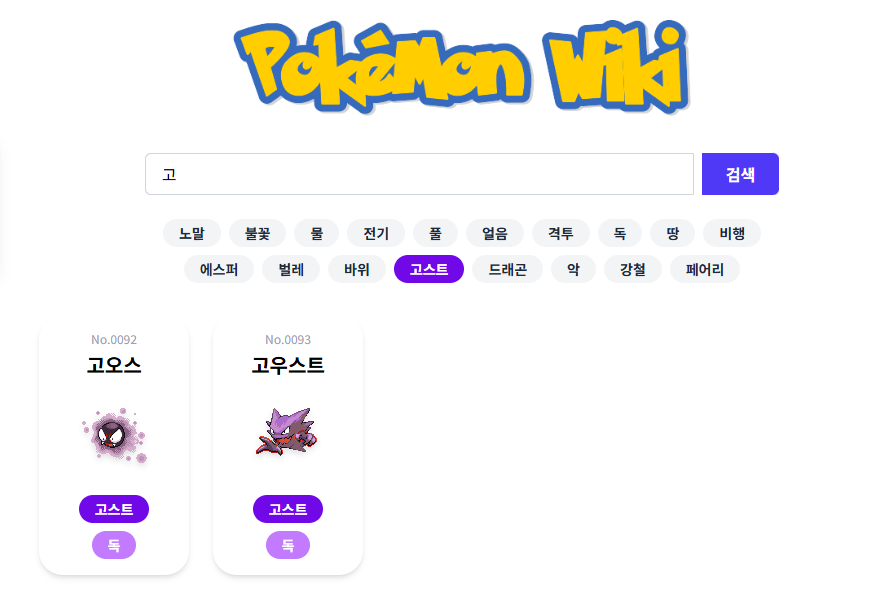 Pokémon Wiki
고
검색
노말 불꽃 물 전기 풀 얼음 격투 독 땅 비행
에스퍼 벌레 바위 고스트 드래곤 악 강철 페어리
No.0092 No.0093
고오스 고우스트
고스트 고스트
독 독